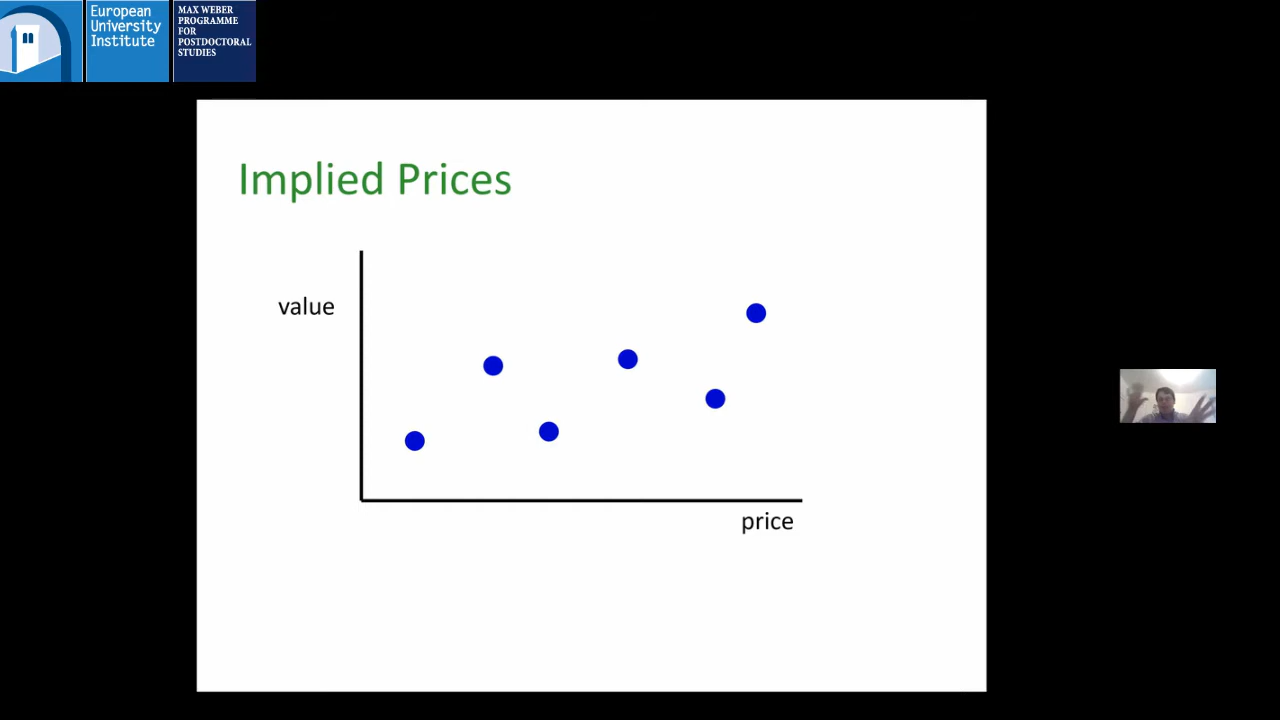 European
University
Institute
MAX WEBER
PROGRAMME
FOR
POSTDOCTORAL
STUDIES
Implied Prices
value
price